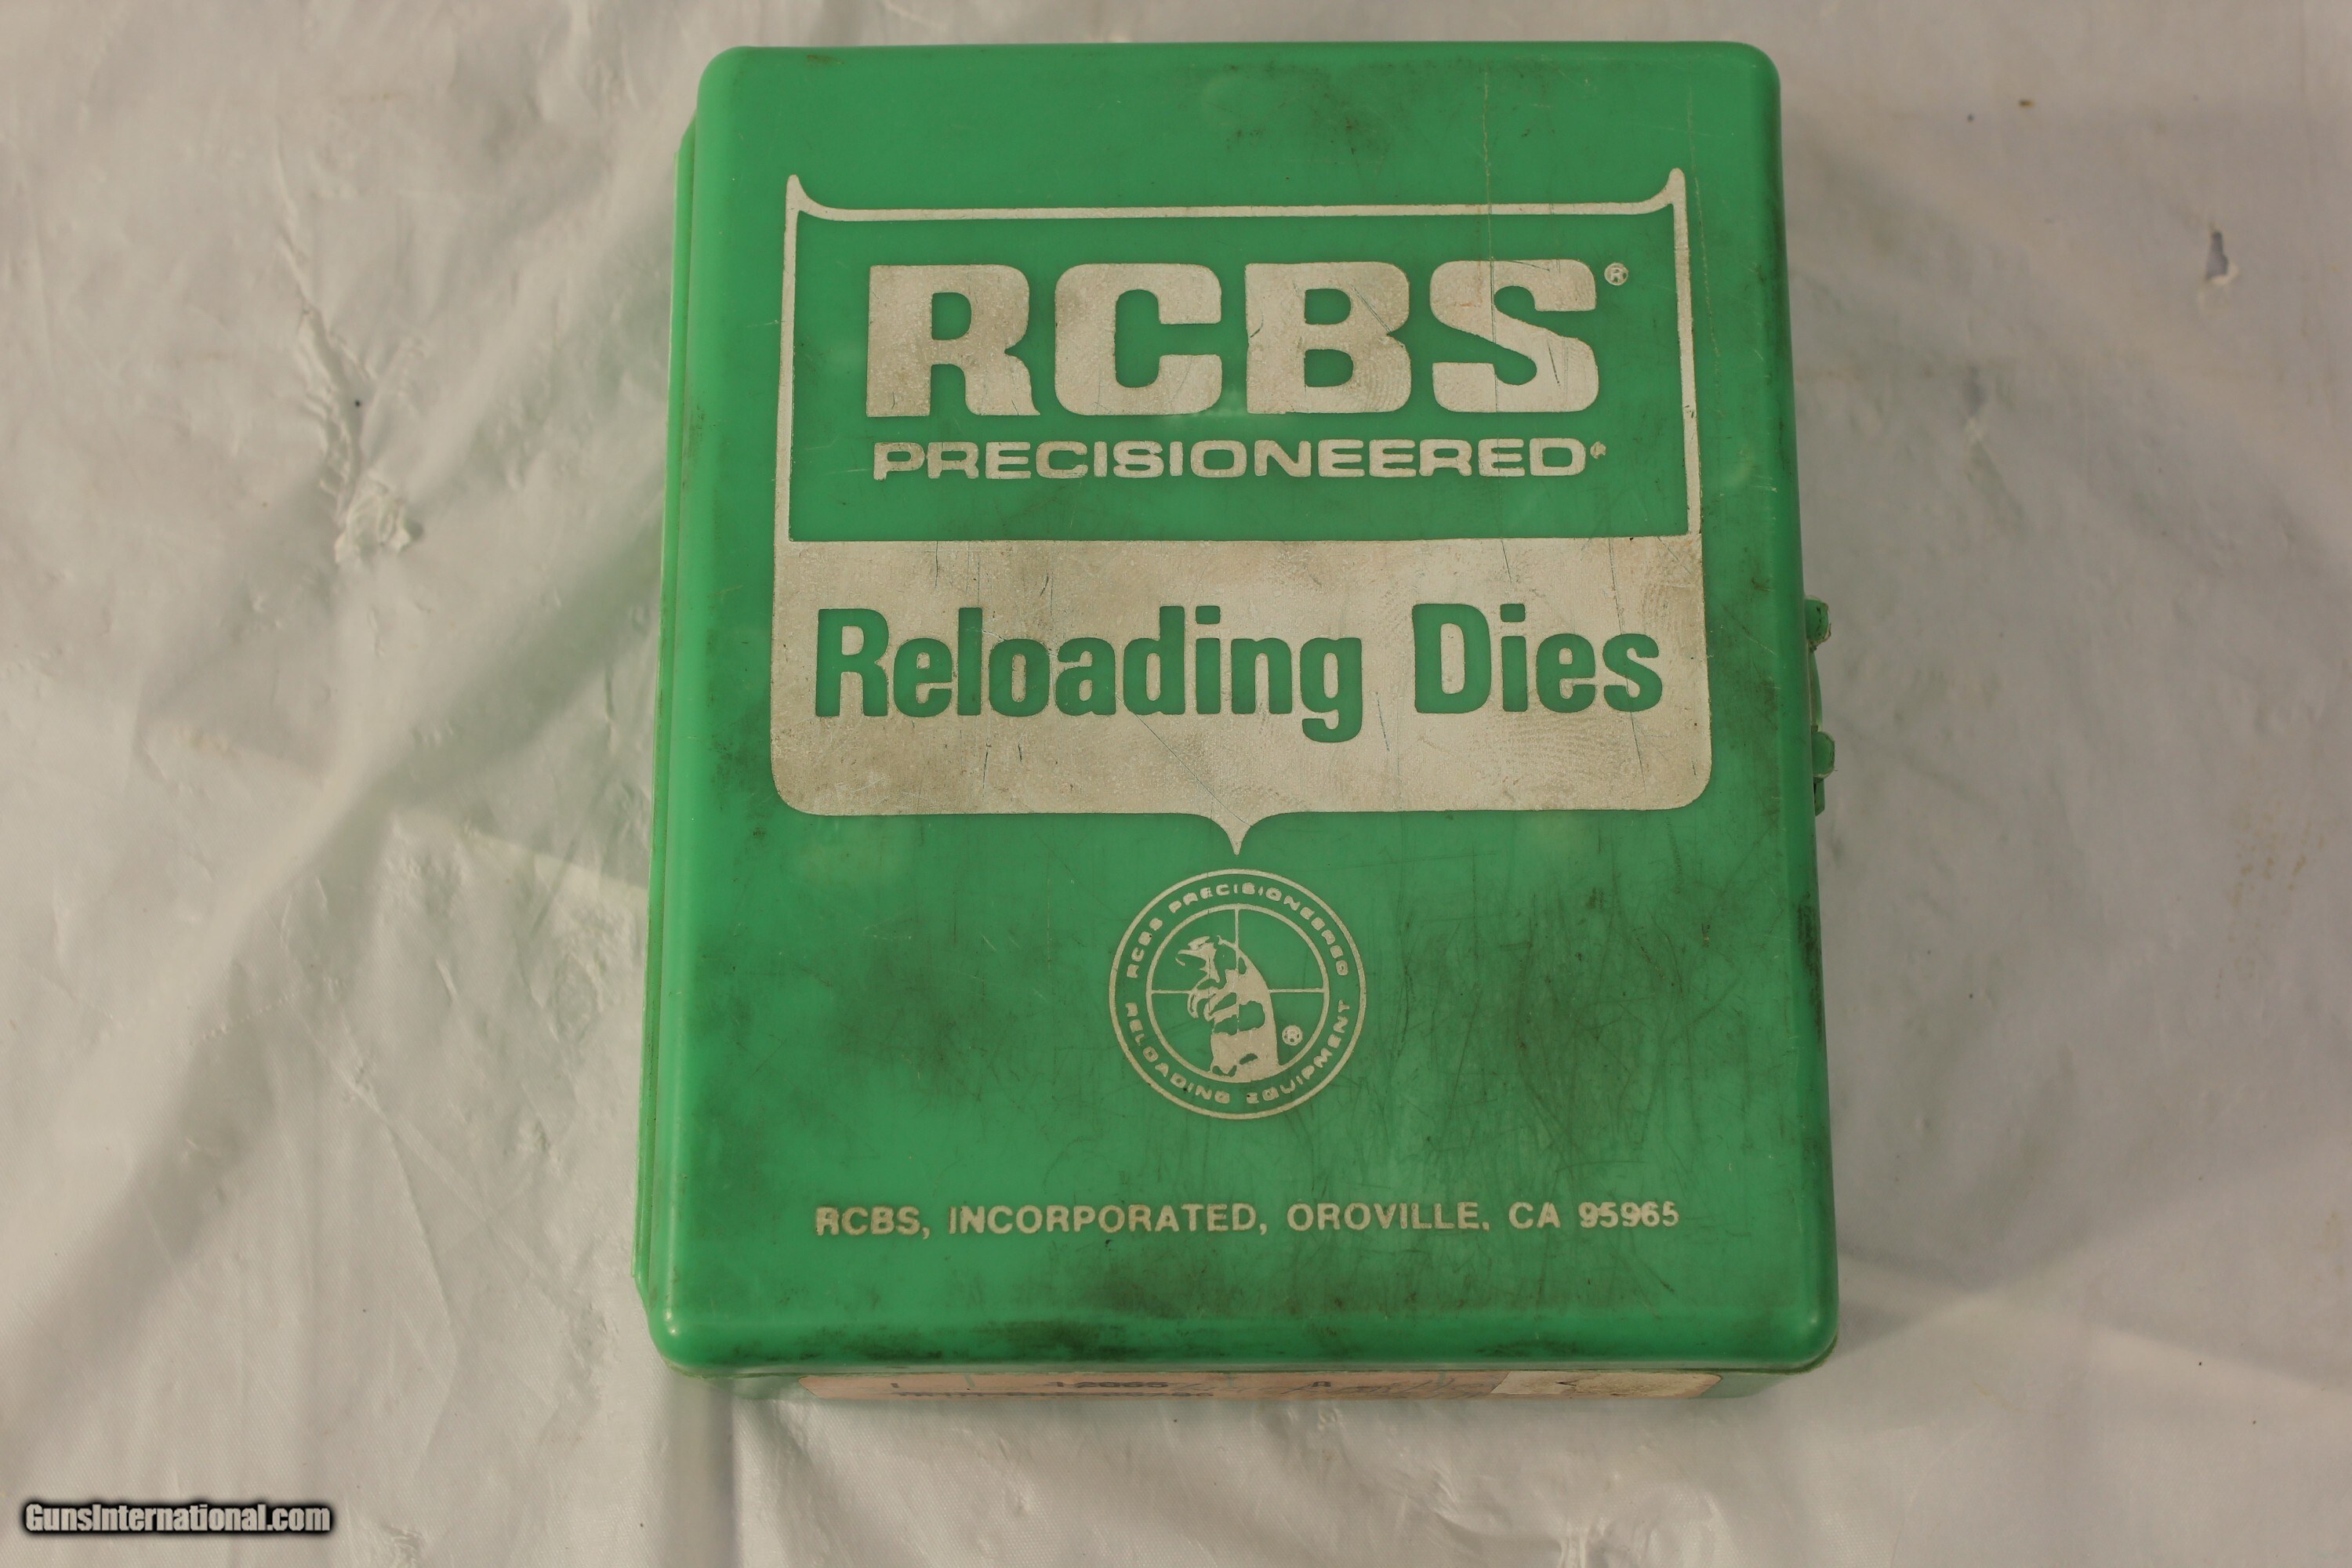 RCBS®
PRECISIONEERED
Reloading Dies
RCBS PRECISIONEERED
RELOADING EQUIPMENT
®
RCBS, INCORPORATED, OROVILLE, CA 95965
GunsInternational.com